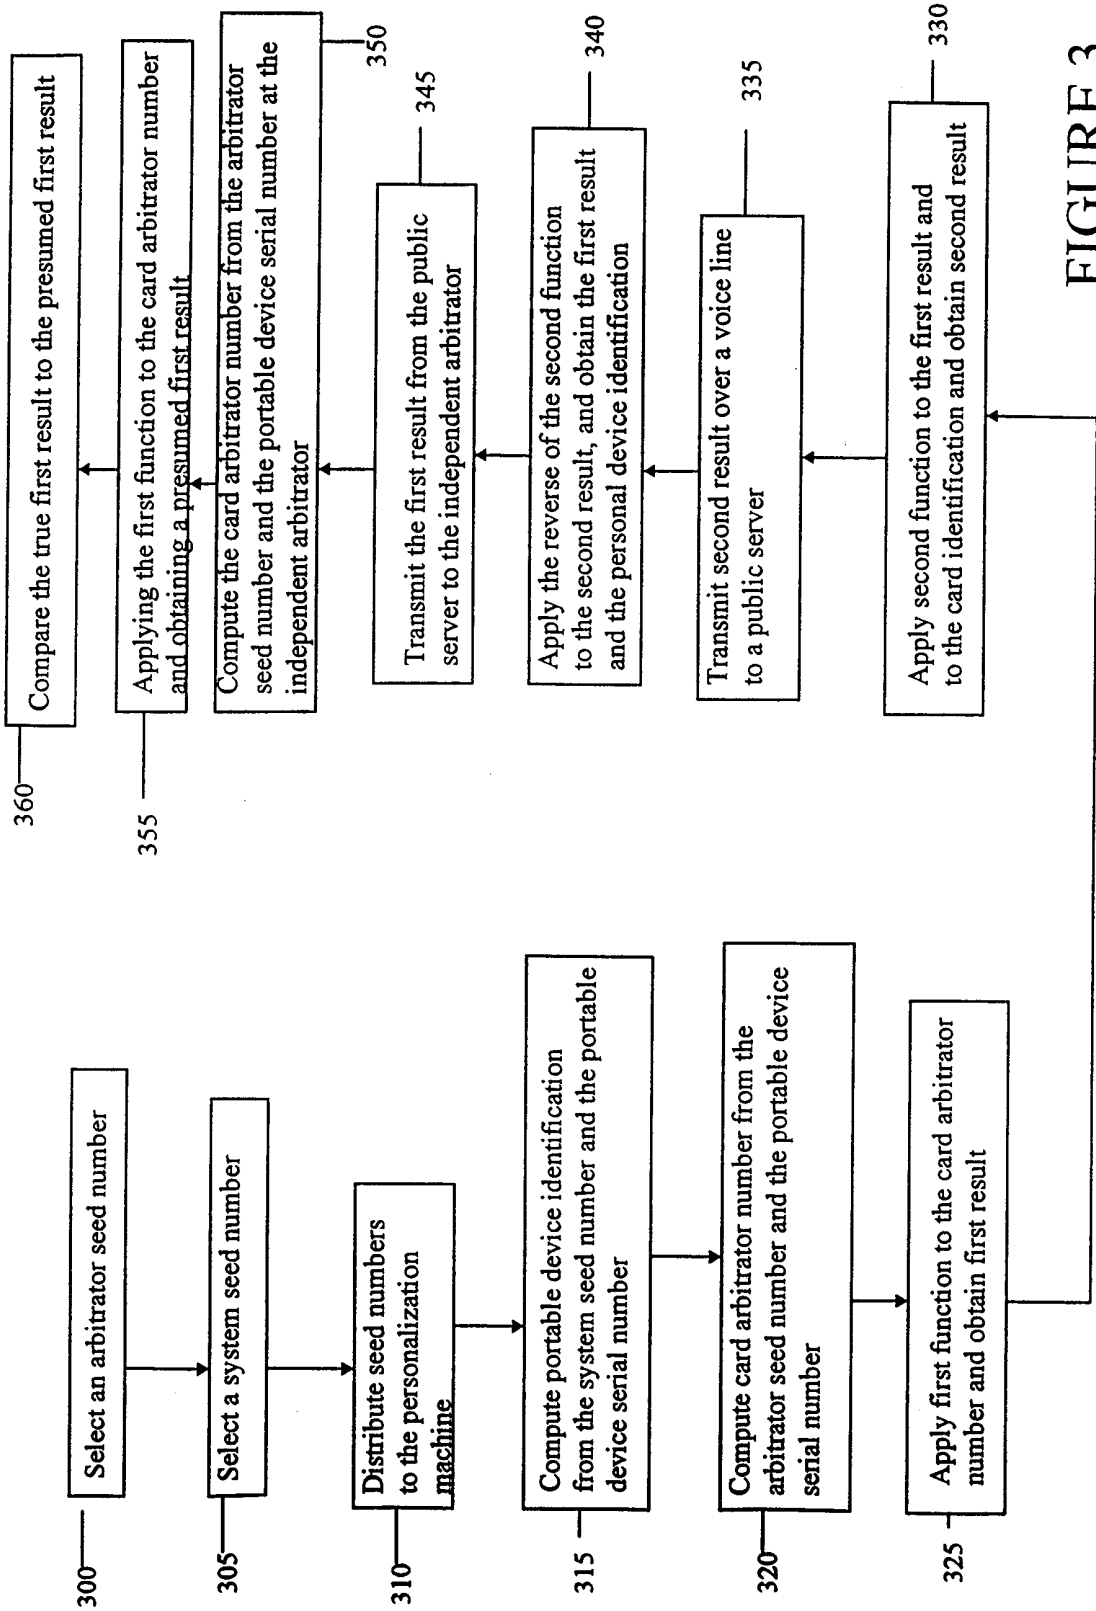 300
Select an arbitrator seed number
305
Select a system seed number
310
Distribute seed numbers
to the personalization
machine
315
Compute portable device identification
from the system seed number and the portable
device serial number
320
Compute card arbitrator number from the
arbitrator seed number and the portable device
serial number
325
Apply first function to the card arbitrator
number and obtain first result
330
Apply second function to the first result and
to the card identification and obtain second result
335
Transmit second result over a voice line
to a public server
340
Apply the reverse of the second function
to the second result, and obtain the first result
and the personal device identification
345
Transmit the first result from the public
server to the independent arbitrator
350
Compute the card arbitrator number from the arbitrator
seed number and the portable device serial number at the
independent arbitrator
355
Applying the first function to the card arbitrator number
and obtaining a presumed first result
360
Compare the true first result to the presumed first result
FIGURE 3